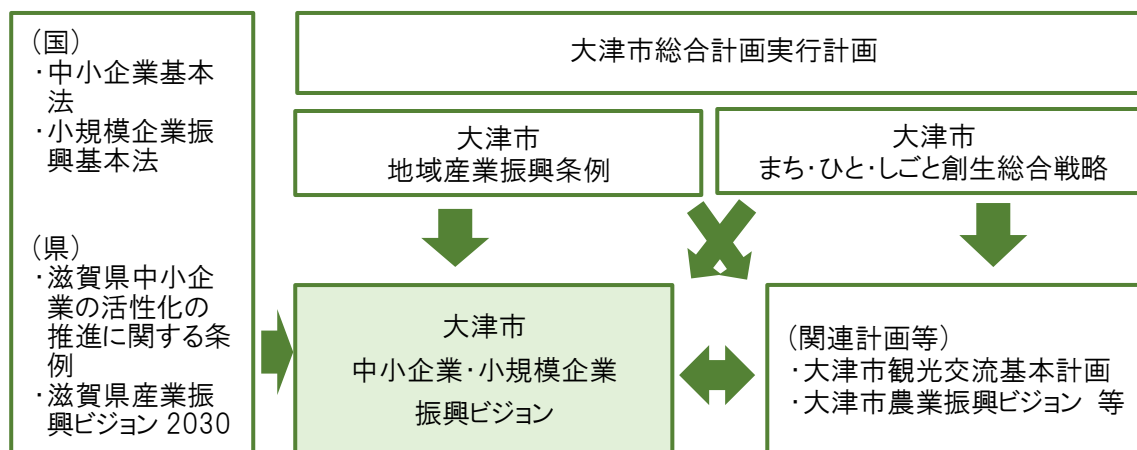 （国）
・中小企業基本
法
・小規模企業振
興基本法
（県）
・滋賀県中小企
業の活性化の
推進に関する条
例
・滋賀県産業振
興ビジョン 2030
大津市総合計画実行計画
大津市
地域産業振興条例
大津市
まち・ひと・しごと創生総合戦略
大津市
中小企業・小規模企業
振興ビジョン
（関連計画等）
・大津市観光交流基本計画
・大津市農業振興ビジョン 等